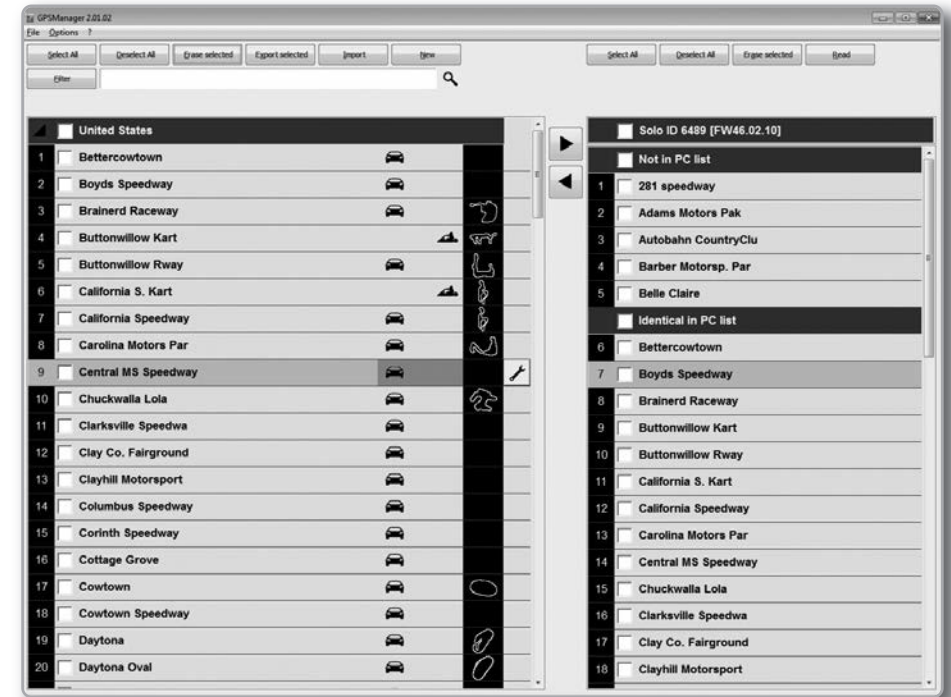 GPSManager 2.01.02
File Options ?
Select All Deselect All Erase selected Export selected Import New
Filter
United States
1 Bettercowtown
2 Boyds Speedway
3 Brainerd Raceway
4 Buttonwillow Kart
5 Buttonwillow Rway
6 California S. Kart
7 California Speedway
8 Carolina Motors Par
9 Central MS Speedway
10 Chuckwalla Lola
11 Clarksville Speedwa
12 Clay Co. Fairground
13 Clayhill Motorsport
14 Columbus Speedway
15 Corinth Speedway
16 Cottage Grove
17 Cowtown
18 Cowtown Speedway
19 Daytona
20 Daytona Oval
Select All Deselect All Erase selected Read
Solo ID 6489 [FW46.02.10]
Not in PC list
1 281 speedway
2 Adams Motors Pak
3 Autobahn CountryClu
4 Barber Motorsp. Par
5 Belle Claire
Identical in PC list
6 Bettercowtown
7 Boyds Speedway
8 Brainerd Raceway
9 Buttonwillow Kart
10 Buttonwillow Rway
11 California S. Kart
12 California Speedway
13 Carolina Motors Par
14 Central MS Speedway
15 Chuckwalla Lola
16 Clarksville Speedwa
17 Clay Co. Fairground
18 Clayhill Motorsport